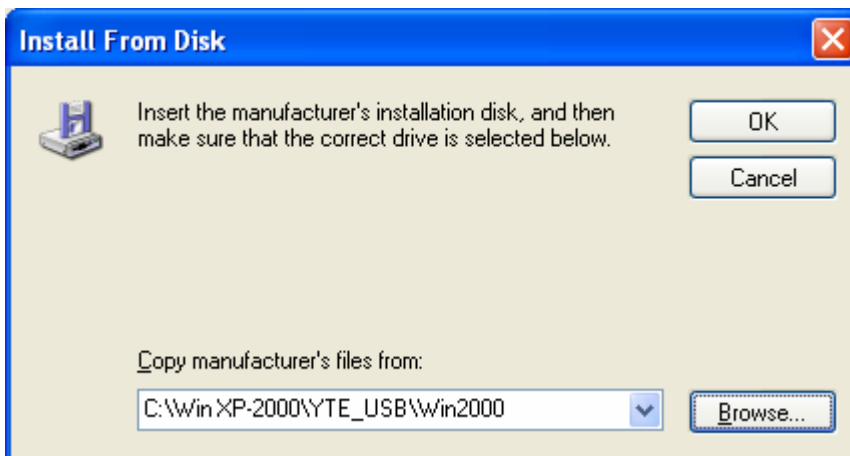 Install From Disk
Insert the manufacturer's installation disk, and then
make sure that the correct drive is selected below.
OK
Cancel
Copy manufacturer's files from:
C:\Win XP-2000\YTE_USB\Win2000
Browse...